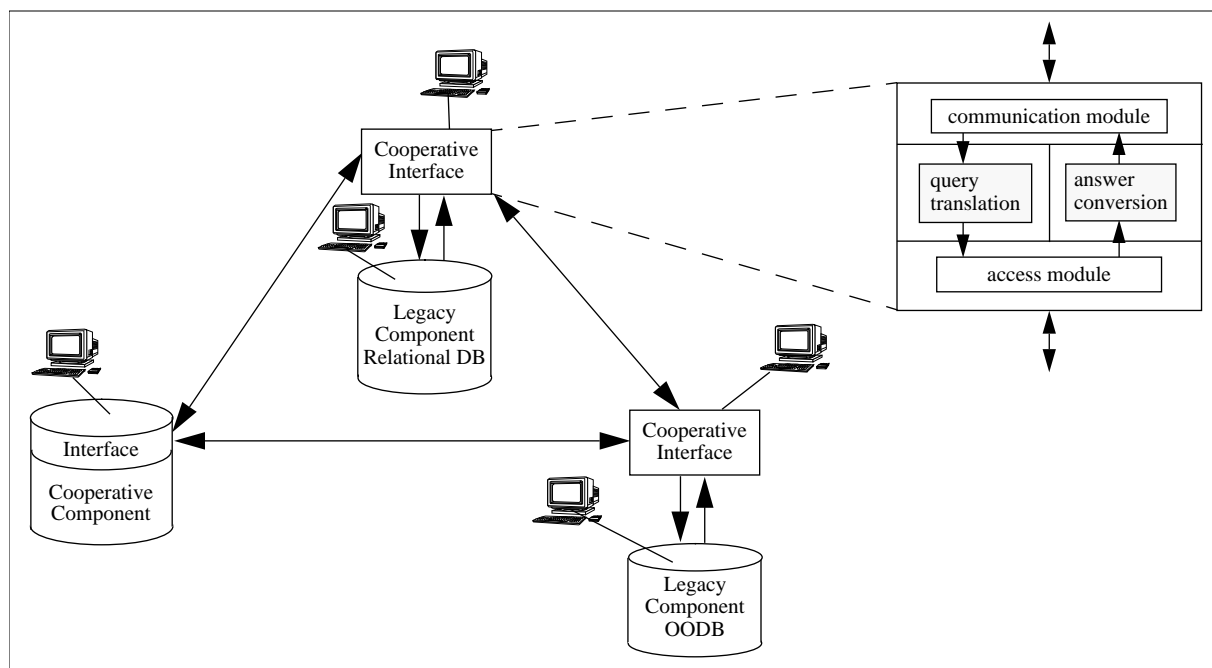 communication module
Cooperative
Interface
query
translation
answer
conversion
access module
Legacy
Component
Relational DB
Interface
Cooperative
Component
Cooperative
Interface
Legacy
Component
OODB